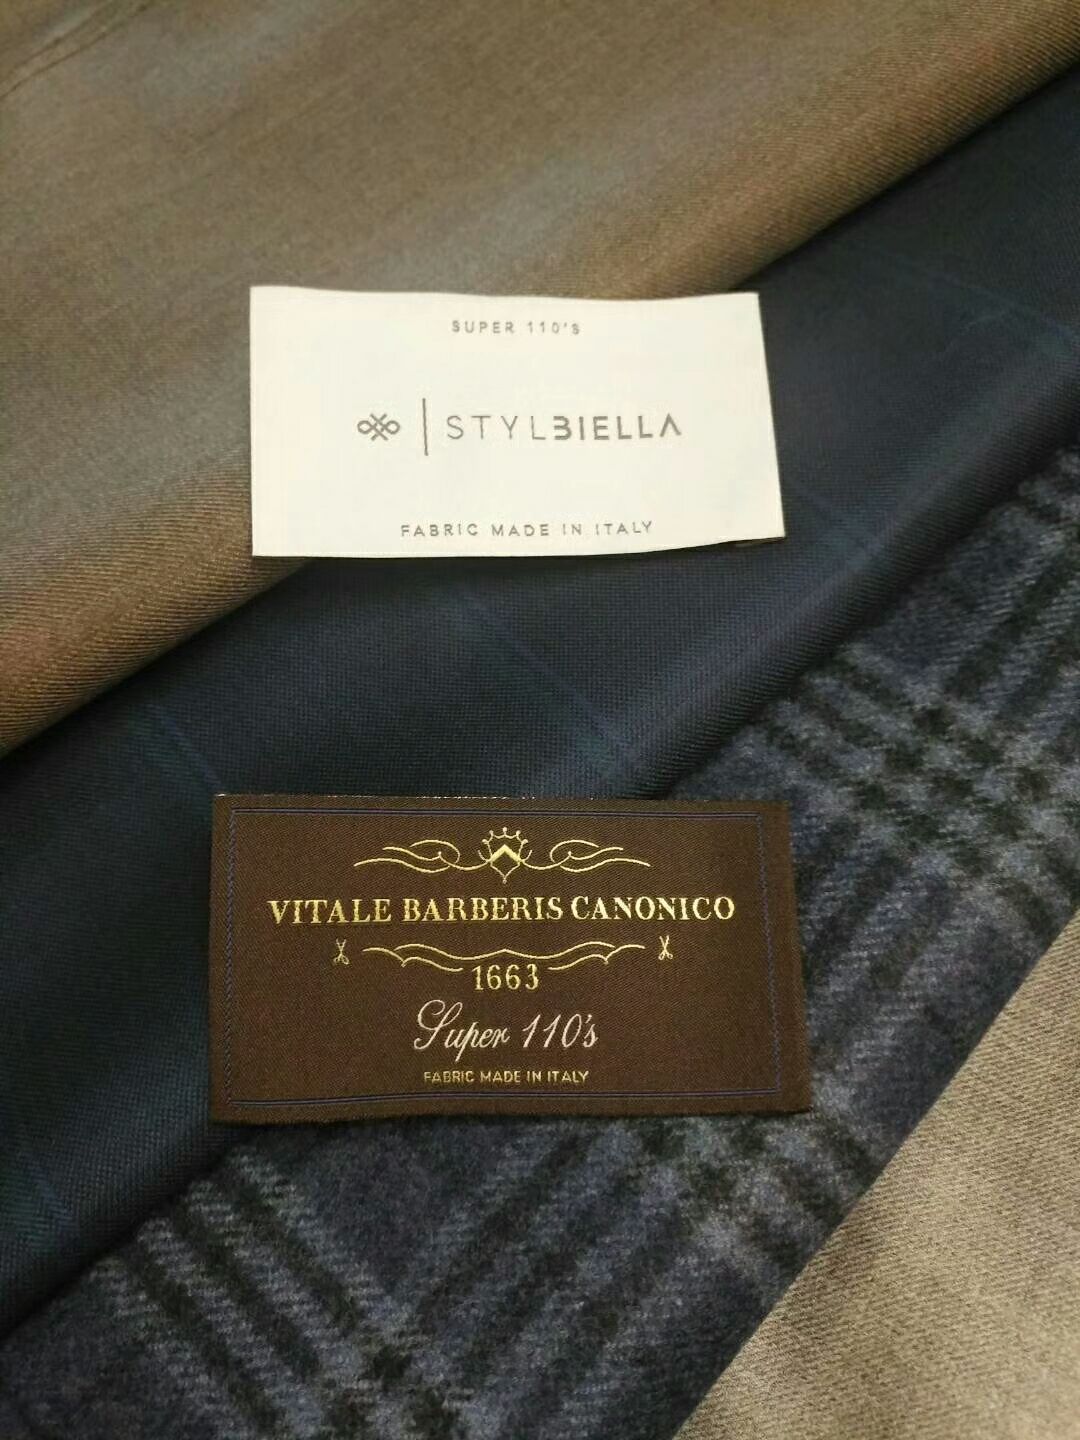 SUPER 110'S
STYLBIELLA
FABRIC MADE IN ITALY
VITALE BARBERIS CANONICO
1663
Super 110's
FABRIC MADE IN ITALY